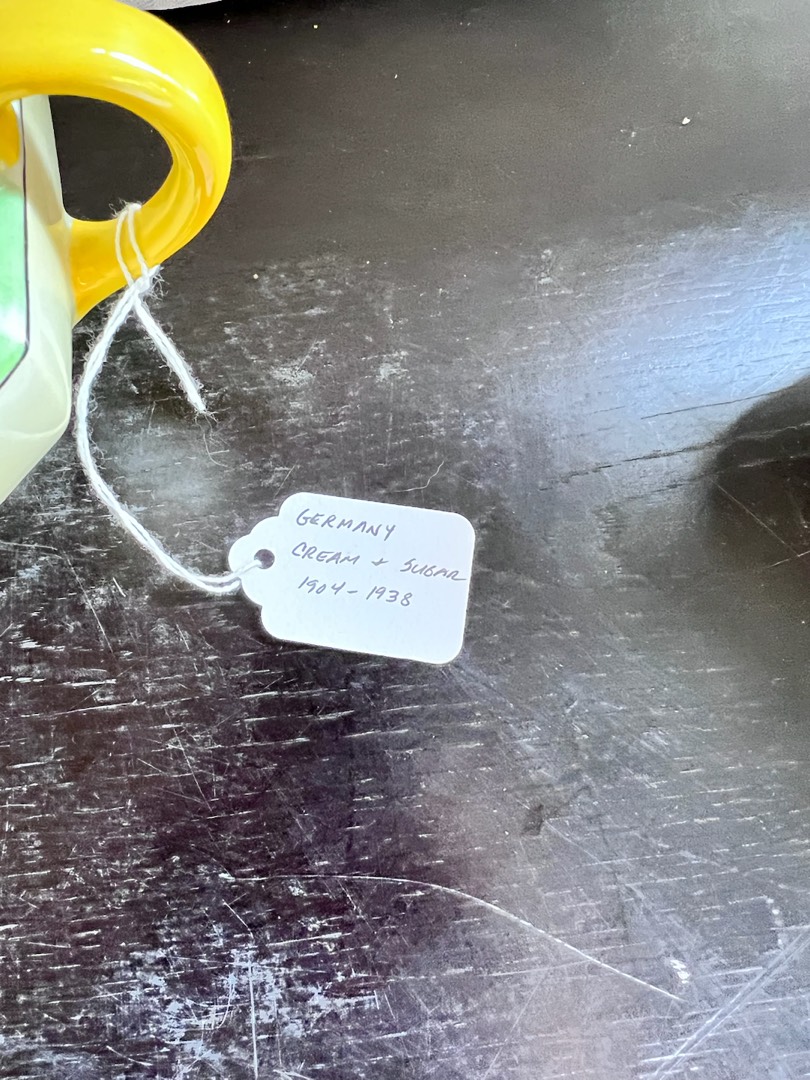 GERMANY
CREAM + SUGAR
1904-1938